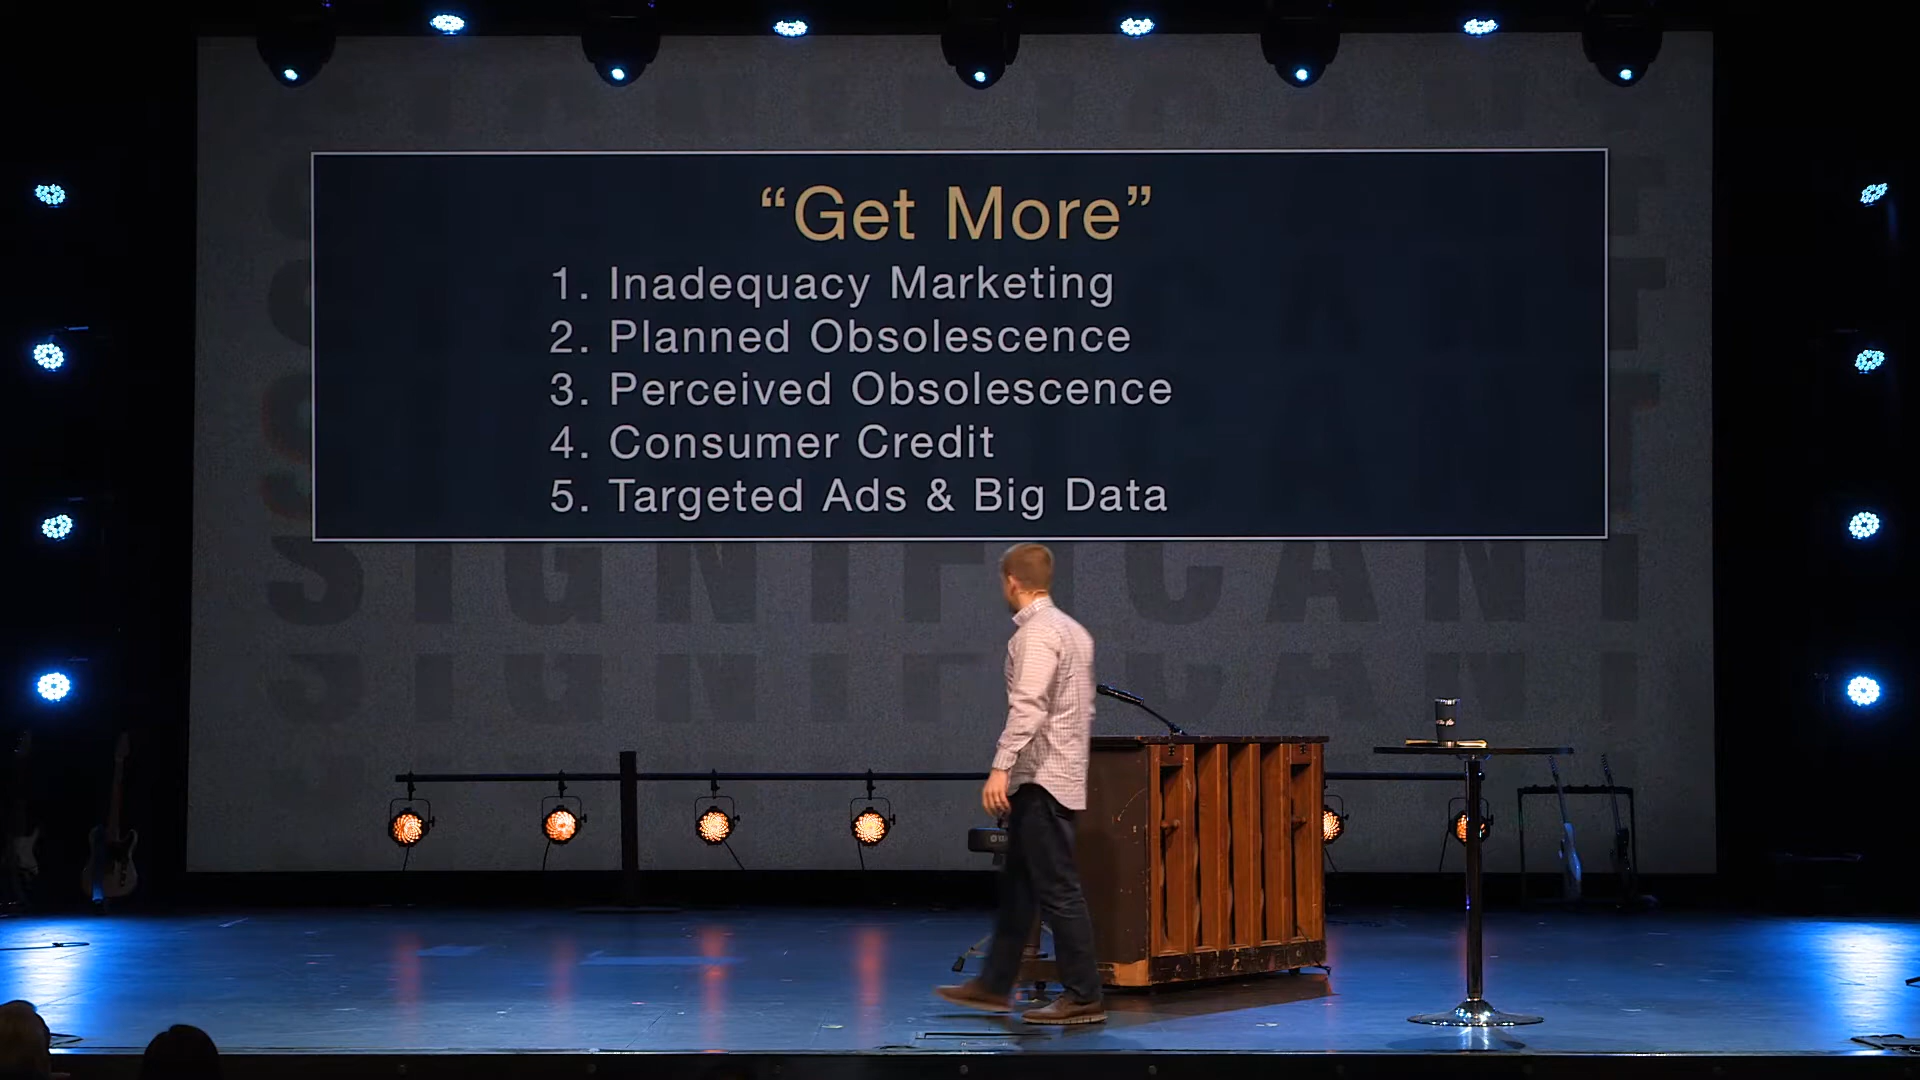 “Get More”
1. Inadequacy Marketing
2. Planned Obsolescence
3. Perceived Obsolescence
4. Consumer Credit
5. Targeted Ads & Big Data
SIGNIFICANT
SIGNIFICANT